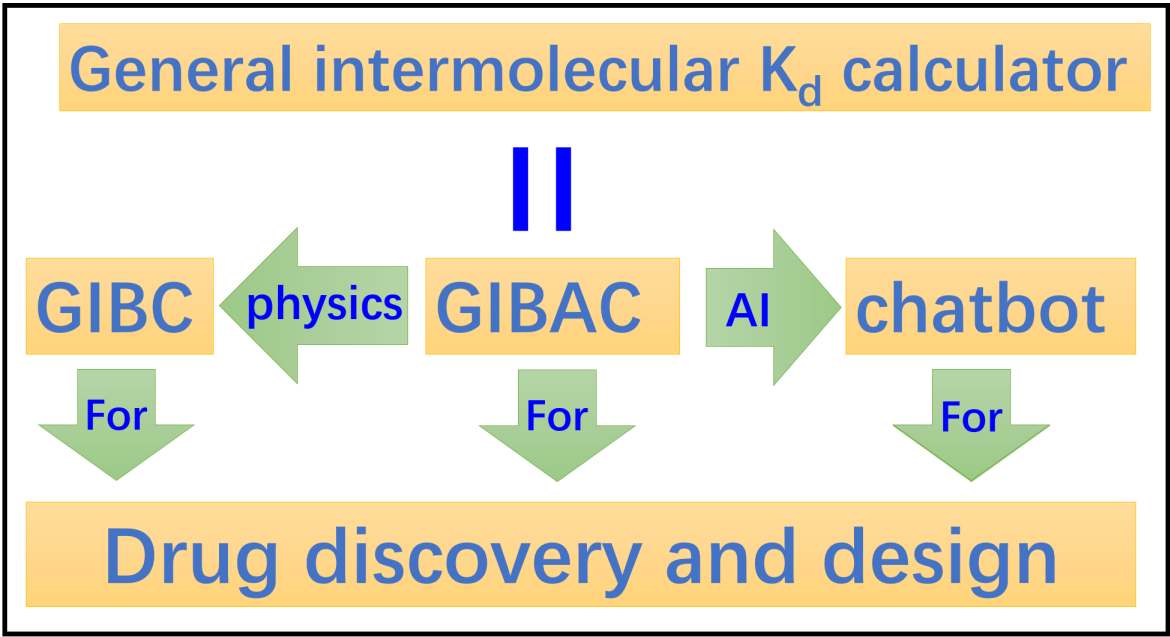 General intermolecular Kd calculator
GIBC
physics
GIBAC
AI
chatbot
For
For
For
Drug discovery and design